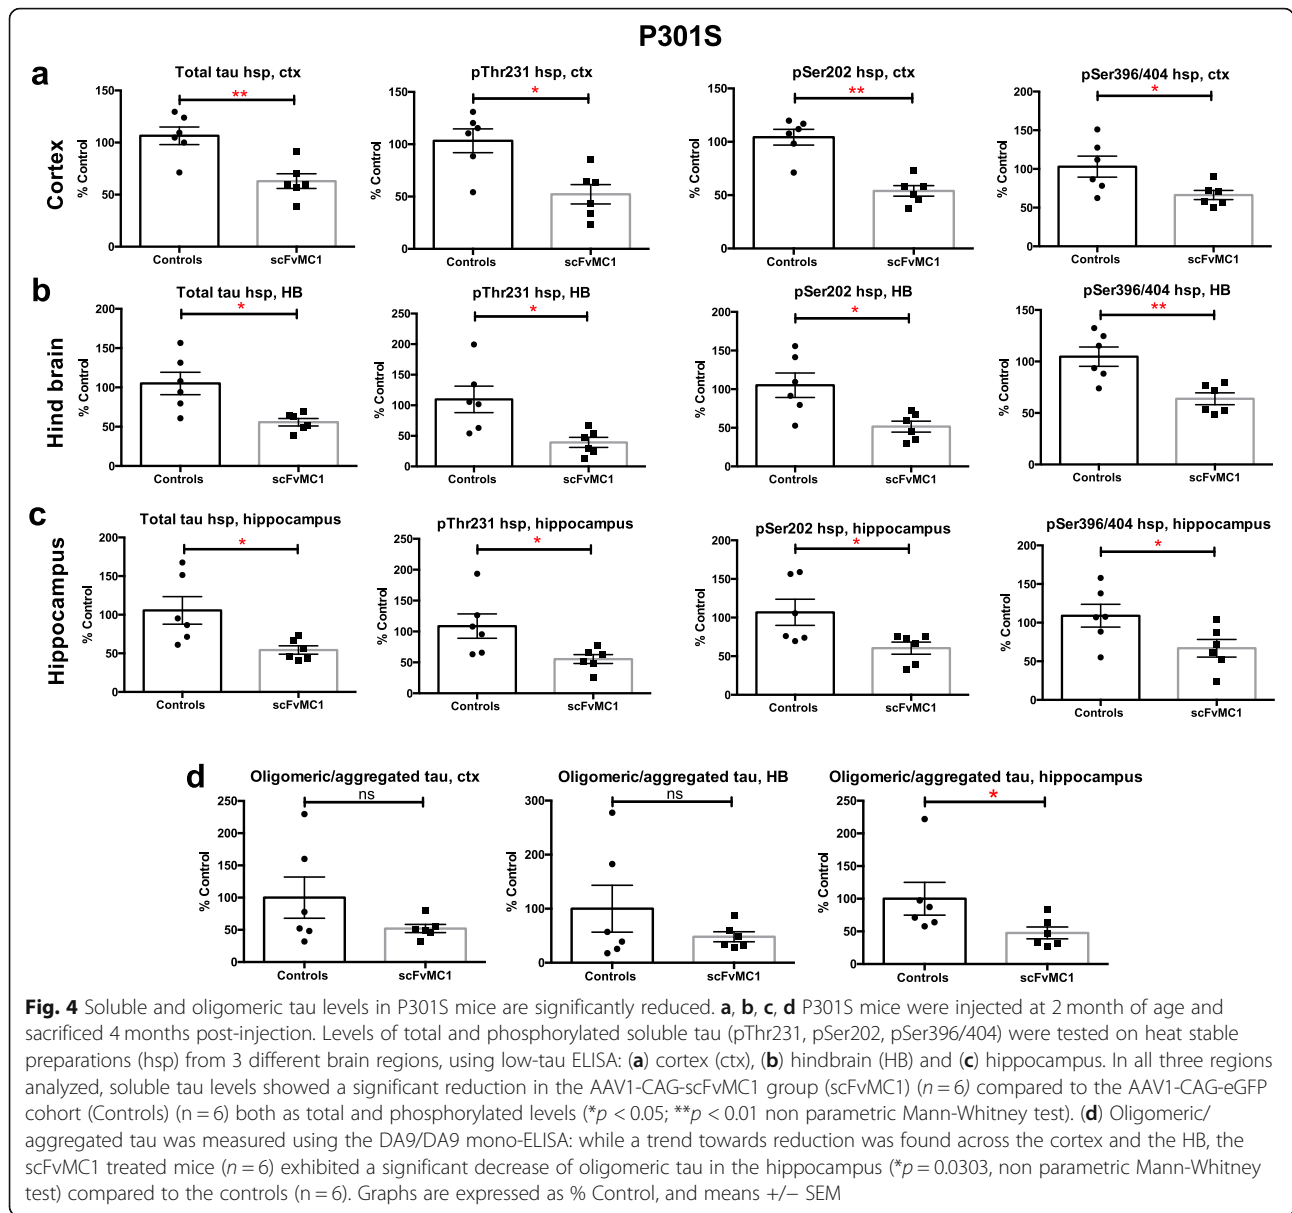 P301S
a
Cortex
Total tau hsp, ctx
**
% Control
150
100
50
0
Controls
scFvMC1
pThr231 hsp, ctx
*
% Control
150
100
50
0
Controls
scFvMC1
pSer202 hsp, ctx
**
% Control
150
100
50
0
Controls
scFvMC1
pSer396/404 hsp, ctx
*
% Control
200
150
100
50
0
Controls
scFvMC1
b
Hind brain
Total tau hsp, HB
*
% Control
200
150
100
50
0
Controls
scFvMC1
pThr231 hsp, HB
*
% Control
250
200
150
100
50
0
Controls
scFvMC1
pSer202 hsp, HB
*
% Control
200
150
100
50
0
Controls
scFvMC1
pSer396/404 hsp, HB
**
% Control
150
100
50
0
Controls
scFvMC1
c
Hippocampus
Total tau hsp, hippocampus
*
% Control
200
150
100
50
0
Controls
scFvMC1
pThr231 hsp, hippocampus
*
% Control
250
200
150
100
50
0
Controls
scFvMC1
pSer202 hsp, hippocampus
*
% Control
200
150
100
50
0
Controls
scFvMC1
pSer396/404 hsp, hippocampus
*
% Control
200
150
100
50
0
Controls
scFvMC1
d
Oligomeric/aggregated tau, ctx
ns
% Control
250
200
150
100
50
0
Controls
scFvMC1
Oligomeric/aggregated tau, HB
ns
% Control
300
200
100
0
Controls
scFvMC1
Oligomeric/aggregated tau, hippocampus
*
% Control
250
200
150
100
50
0
Controls
scFvMC1
Fig. 4 Soluble and oligomeric tau levels in P301S mice are significantly reduced. a, b, c, d P301S mice were injected at 2 month of age and
sacrificed 4 months post-injection. Levels of total and phosphorylated soluble tau (pThr231, pSer202, pSer396/404) were tested on heat stable
preparations (hsp) from 3 different brain regions, using low-tau ELISA: (a) cortex (ctx), (b) hindbrain (HB) and (c) hippocampus. In all three regions
analyzed, soluble tau levels showed a significant reduction in the AAV1-CAG-scFvMC1 group (scFvMC1) (n = 6) compared to the AAV1-CAG-eGFP
cohort (Controls) (n = 6) both as total and phosphorylated levels (*p < 0.05; **p < 0.01 non parametric Mann-Whitney test). (d) Oligomeric/
aggregated tau was measured using the DA9/DA9 mono-ELISA: while a trend towards reduction was found across the cortex and the HB, the
scFvMC1 treated mice (n = 6) exhibited a significant decrease of oligomeric tau in the hippocampus (*p = 0.0303, non parametric Mann-Whitney
test) compared to the controls (n = 6). Graphs are expressed as % Control, and means +/− SEM